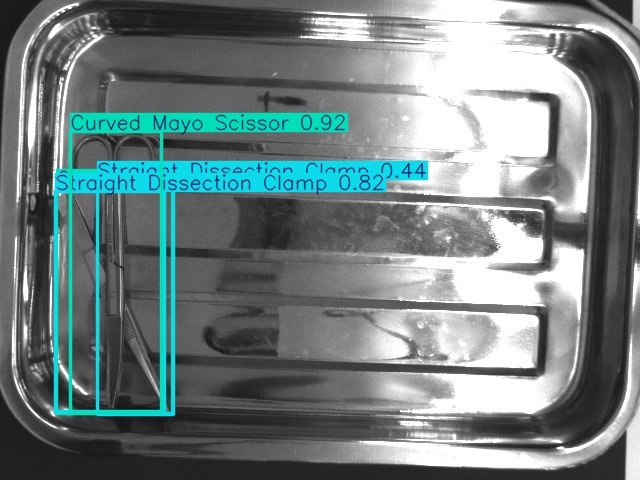 Curved Mayo Scissor 0.92
Straight Dissection Clamp 0.44
Straight Dissection Clamp 0.82